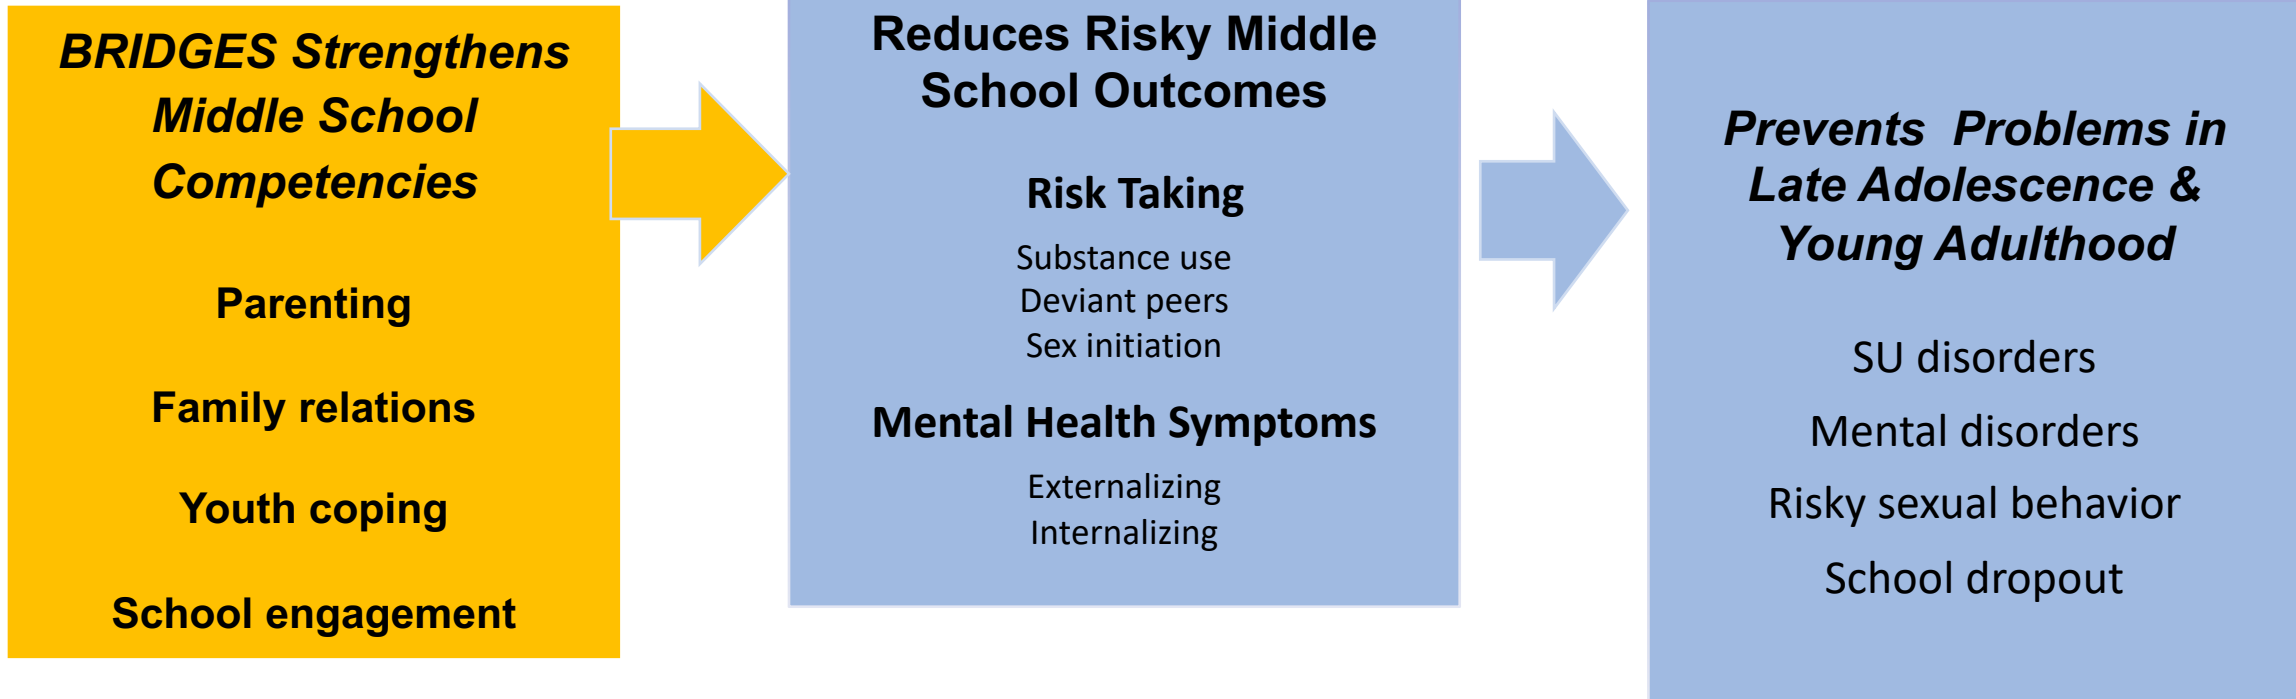 BRIDGES Strengthens
Middle School
Competencies
Parenting
Family relations
Youth coping
School engagement
Reduces Risky Middle
School Outcomes
Risk Taking
Substance use
Deviant peers
Sex initiation
Mental Health Symptoms
Externalizing
Internalizing
Prevents  Problems in
Late Adolescence &
Young Adulthood
SU disorders
Mental disorders
Risky sexual behavior
School dropout